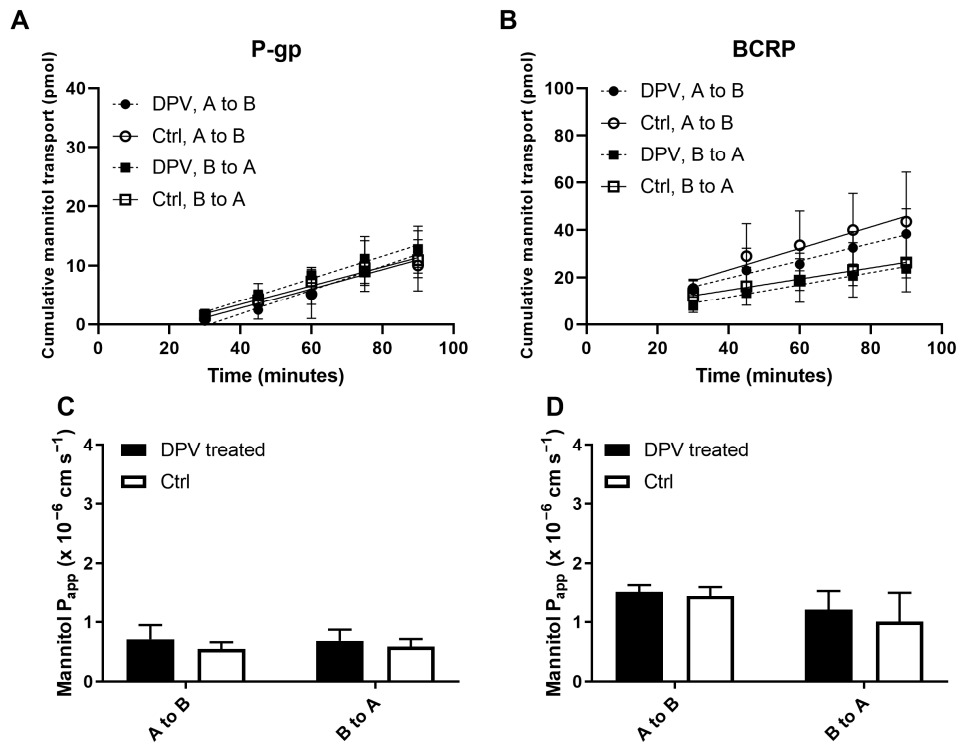 A
P-gp
Cumulative mannitol transport (pmol)
40
30
20
10
0
DPV, A to B
Ctrl, A to B
DPV, B to A
Ctrl, B to A
0 20 40 60 80 100
Time (minutes)
B
BCRP
Cumulative mannitol transport (pmol)
100
80
60
40
20
0
DPV, A to B
Ctrl, A to B
DPV, B to A
Ctrl, B to A
0 20 40 60 80 100
Time (minutes)
C
Mannitol Papp (x 10⁻⁶ cm s⁻¹)
4
3
2
1
0
DPV treated
Ctrl
A to B
B to A
D
Mannitol Papp (x 10⁻⁶ cm s⁻¹)
4
3
2
1
0
DPV treated
Ctrl
A to B
B to A